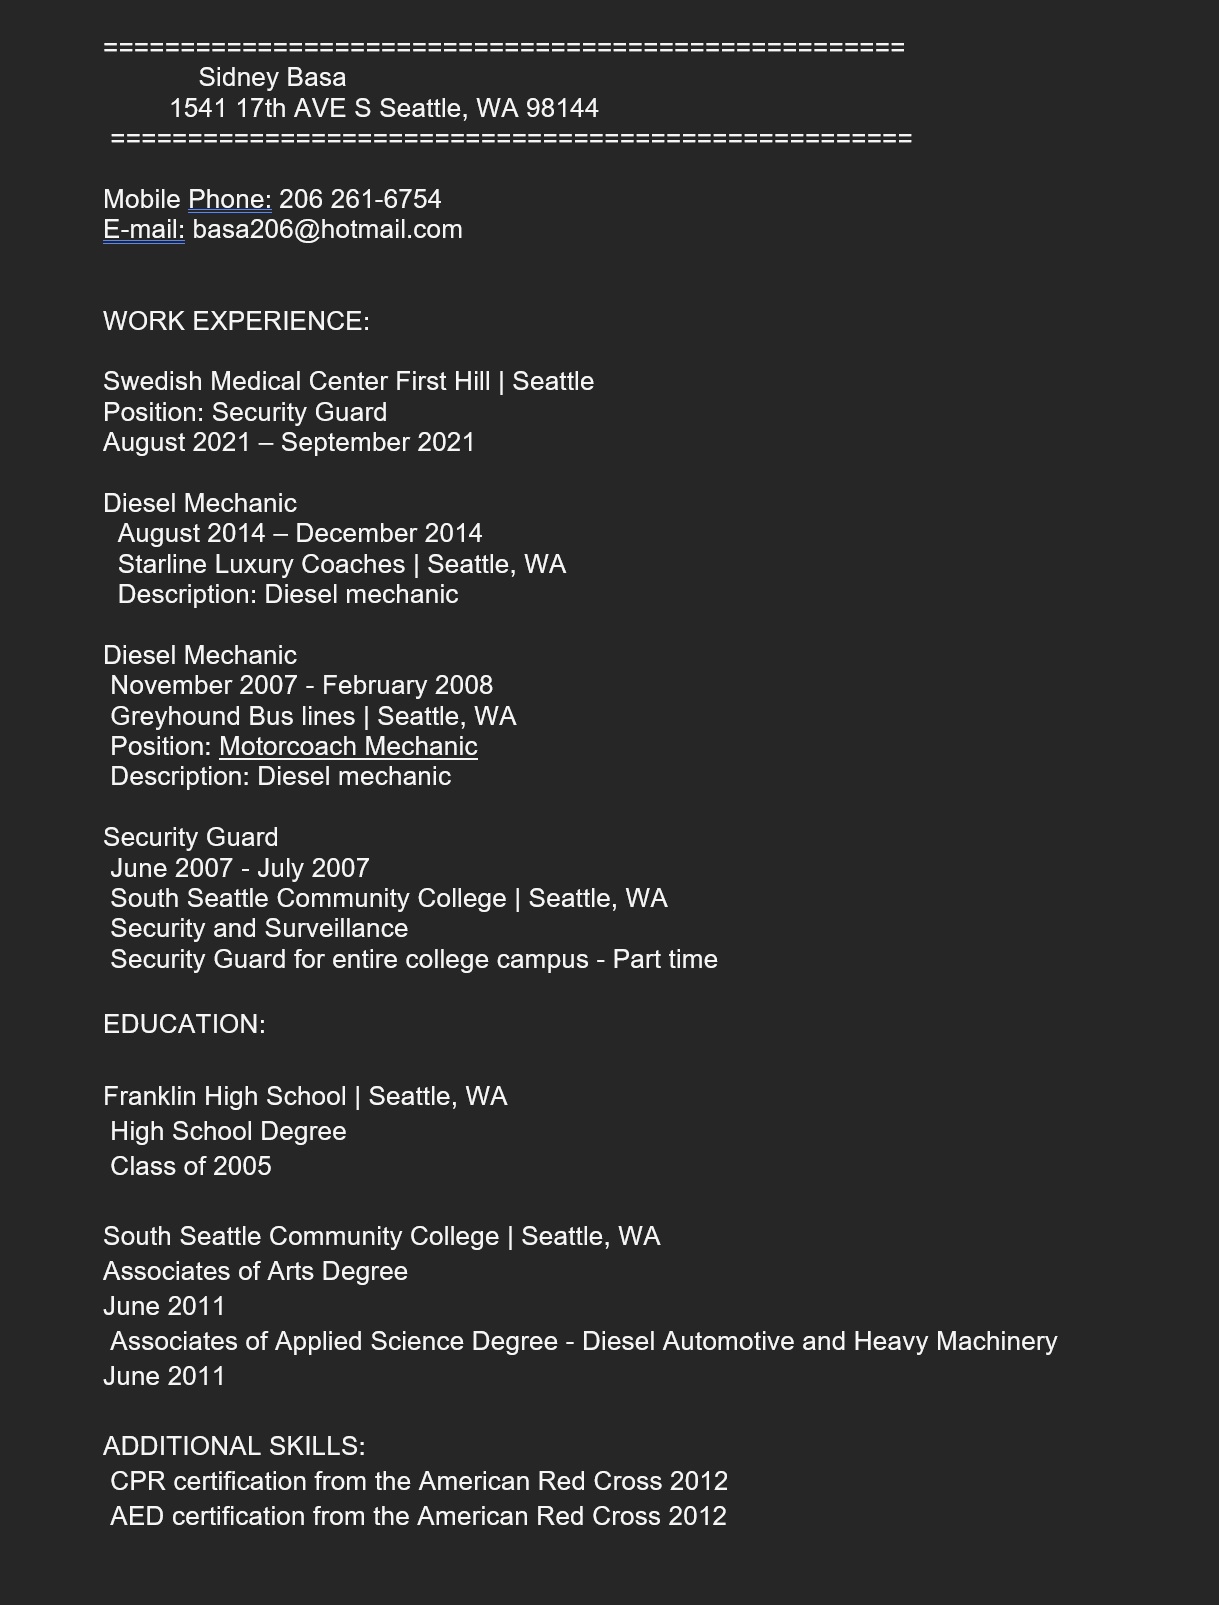 ====================================================
Sidney Basa
1541 17th AVE S Seattle, WA 98144
====================================================
Mobile Phone: 206 261-6754
E-mail: basa206@hotmail.com
WORK EXPERIENCE:
Swedish Medical Center First Hill | Seattle
Position: Security Guard
August 2021 – September 2021
Diesel Mechanic
August 2014 – December 2014
Starline Luxury Coaches | Seattle, WA
Description: Diesel mechanic
Diesel Mechanic
November 2007 - February 2008
Greyhound Bus lines | Seattle, WA
Position: Motorcoach Mechanic
Description: Diesel mechanic
Security Guard
June 2007 - July 2007
South Seattle Community College | Seattle, WA
Security and Surveillance
Security Guard for entire college campus - Part time
EDUCATION:
Franklin High School | Seattle, WA
High School Degree
Class of 2005
South Seattle Community College | Seattle, WA
Associates of Arts Degree
June 2011
Associates of Applied Science Degree - Diesel Automotive and Heavy Machinery
June 2011
ADDITIONAL SKILLS:
CPR certification from the American Red Cross 2012
AED certification from the American Red Cross 2012